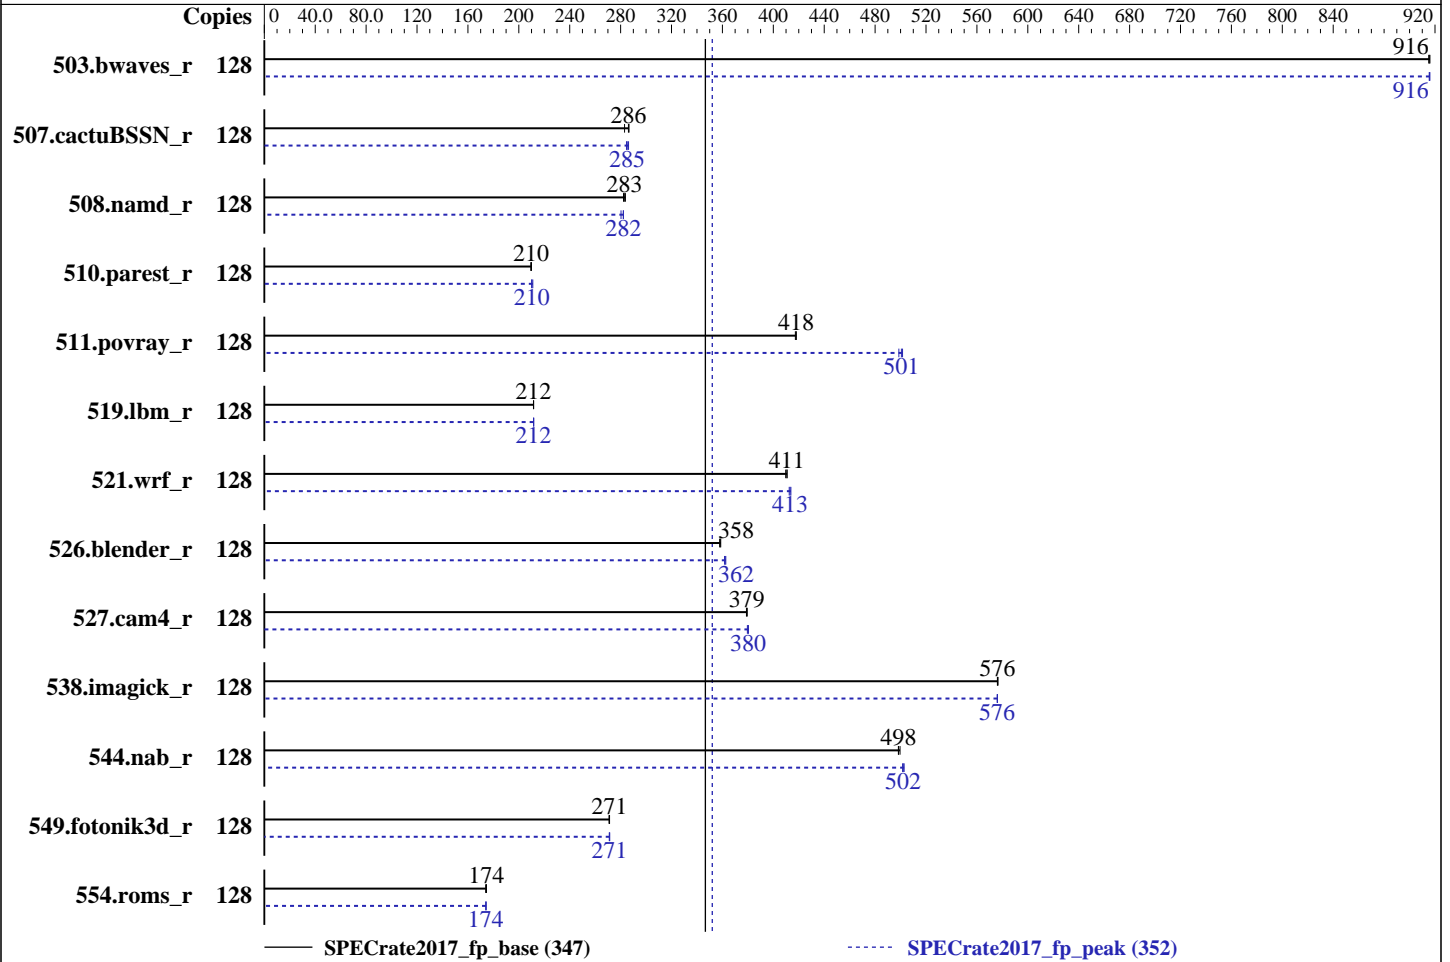 Copies 0 40.0 80.0 120 160 200 240 280 320 360 400 440 480 520 560 600 640 680 720 760 800 840 920
916
503.bwaves_r 128
916
286
507.cactuBSSN_r 128
285
283
508.namd_r 128
282
210
510.parest_r 128
210
418
511.povray_r 128
501
212
519.lbm_r 128
212
411
521.wrf_r 128
413
358
526.blender_r 128
362
379
527.cam4_r 128
380
576
538.imagick_r 128
576
498
544.nab_r 128
502
271
549.fotonik3d_r 128
271
174
554.roms_r 128
174
SPECrate2017_fp_base (347) SPECrate2017_fp_peak (352)